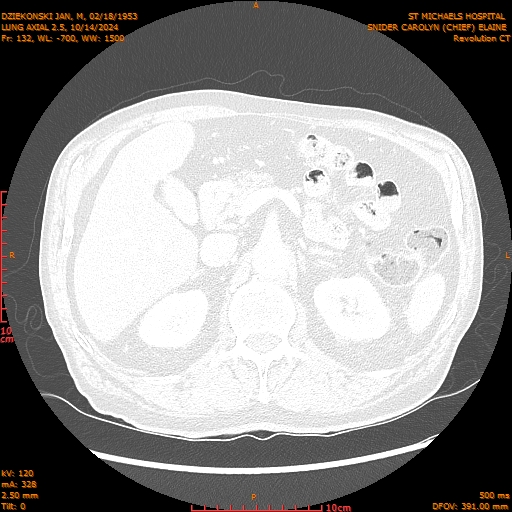 A
DZIEKONSKI JAN, M, 02/18/1953
LUNG AXIAL 2.5, 10/14/2024
Fr: 132, WL: -700, WW: 1500
ST MICHAELS HOSPITAL
SNIDER CAROLYN (CHIEF) ELAINE
Revolution CT
R
L
10
cm
kV: 120
mA: 328
2.50 mm
Tilt: 0
P
10cm
500 ms
DFOV: 391.00 mm